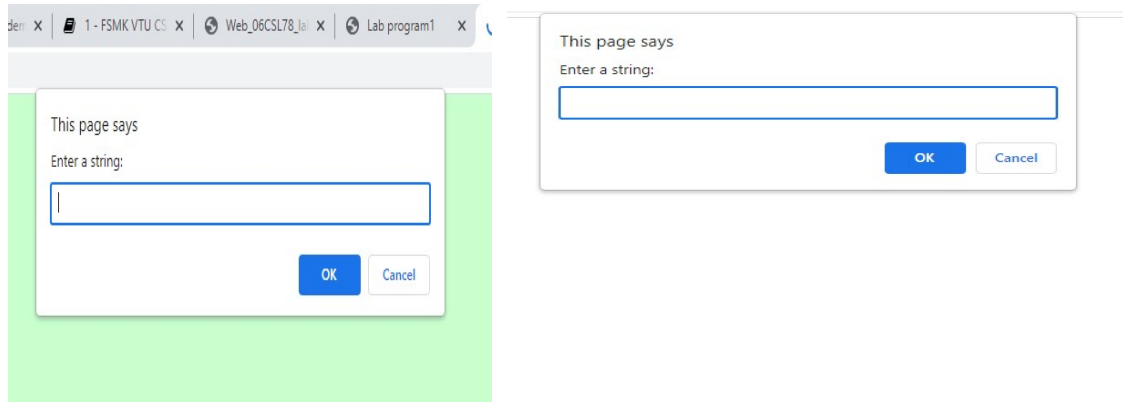 1 - FSMK VTU CS
Web_06CSL78_la
Lab program1
This page says
Enter a string:
OK
Cancel
This page says
Enter a string:
OK
Cancel